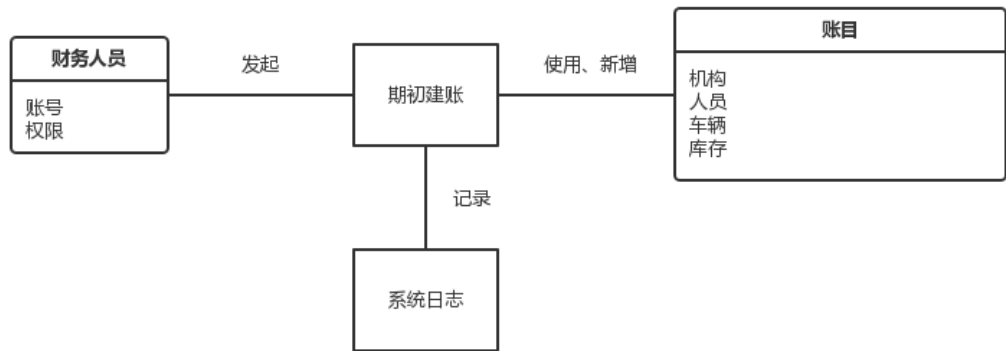 财务人员
账号
权限
发起
期初建账
使用、新增
账目
机构
人员
车辆
库存
记录
系统日志